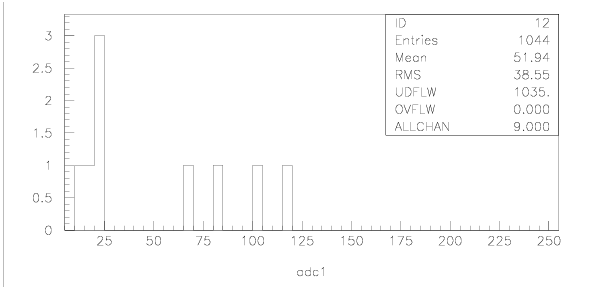 ID 12
Entries 1044
Mean 51.94
RMS 38.55
UDFLW 1035.
OVFLW 0.000
ALLCHAN 9.000
3
2.5
2
1.5
1
0.5
0
25 50 75 100 125 150 175 200 225 250
adc1